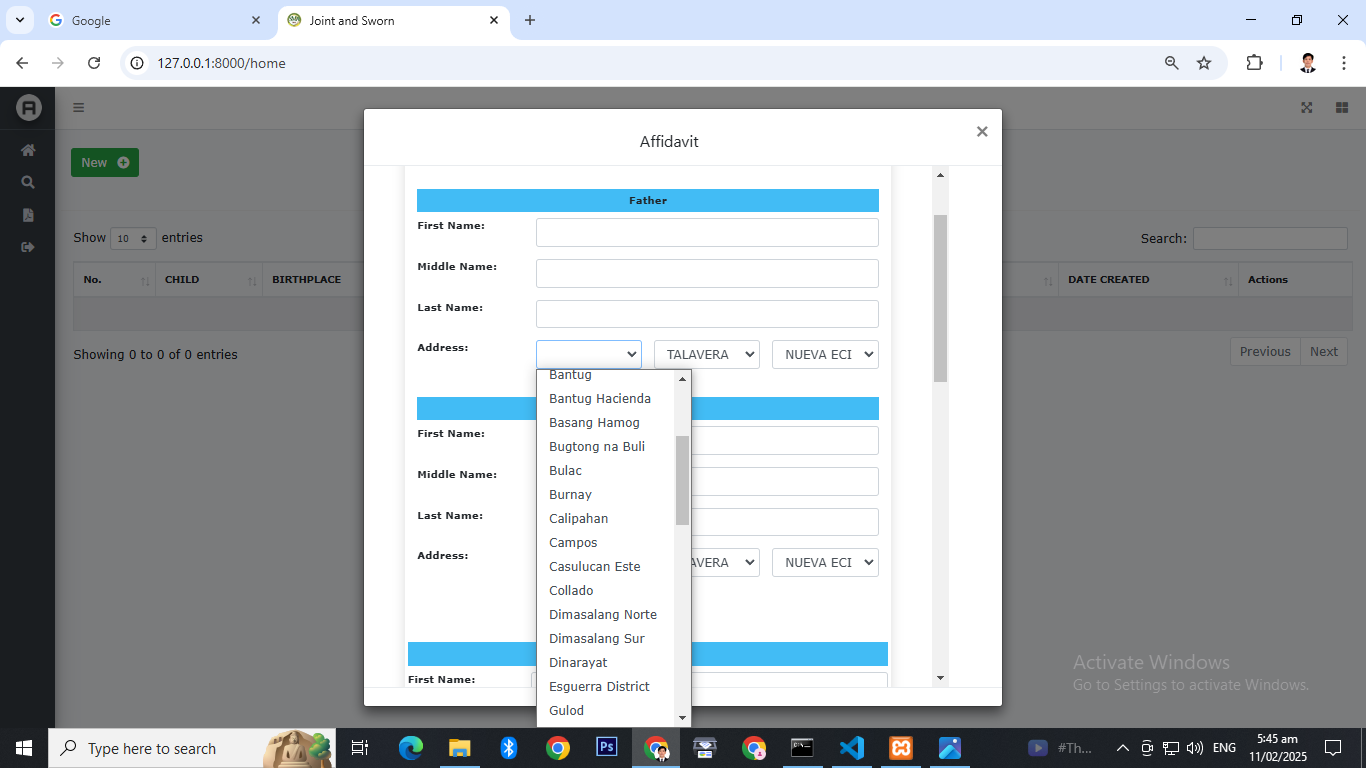 Google
Joint and Sworn
127.0.0.1:8000/home
A
Affidavit
New
Father
First Name:
Middle Name:
Last Name:
Address:
TALAVERA
NUEVA ECI
Show 10 entries
Search:
No.
CHILD
BIRTHPLACE
DATE CREATED
Actions
Showing 0 to 0 of 0 entries
Previous
Next
Bantug
Bantug Hacienda
Basang Hamog
Bugtong na Buli
Bulac
Burnay
Calipahan
Campos
Casulucan Este
Collado
Dimasalang Norte
Dimasalang Sur
Dinarayat
Esguerra District
Gulod
First Name:
Middle Name:
Last Name:
Address:
AVERA
NUEVA ECI
First Name:
Activate Windows
Go to Settings to activate Windows.
Type here to search
Ps
#Th...
ENG
5:45 am
11/02/2025